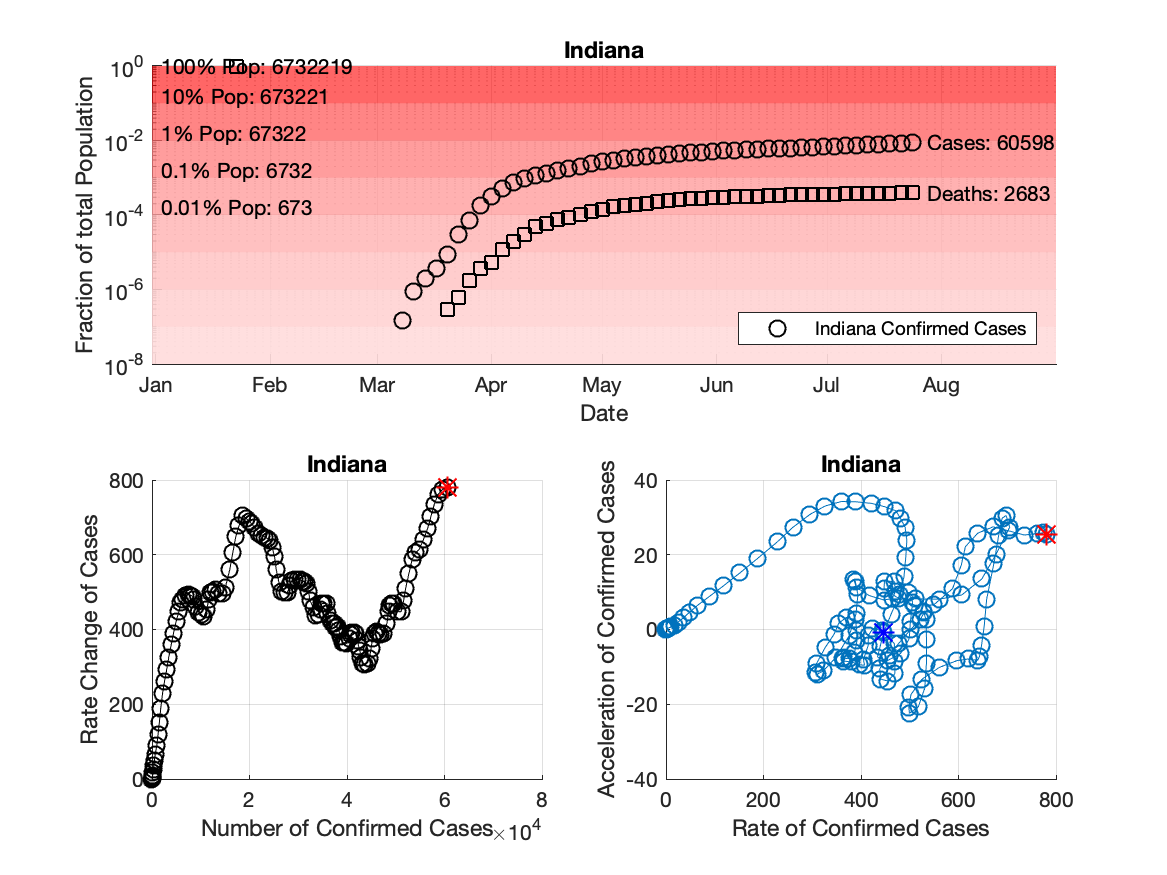 Indiana
10^0
10^-2
10^-4
10^-6
10^-8
Fraction of total Population
100% Pop: 6732219
10% Pop: 673221
1% Pop: 67322
0.1% Pop: 6732
0.01% Pop: 673
Cases: 60598
Deaths: 2683
Indiana Confirmed Cases
Jan Feb Mar Apr May Jun Jul Aug
Date
Indiana
800
600
400
200
0
Rate Change of Cases
0 2 4 6 8
Number of Confirmed Cases ×10^4
Indiana
40
20
0
-20
-40
Acceleration of Confirmed Cases
0 200 400 600 800
Rate of Confirmed Cases